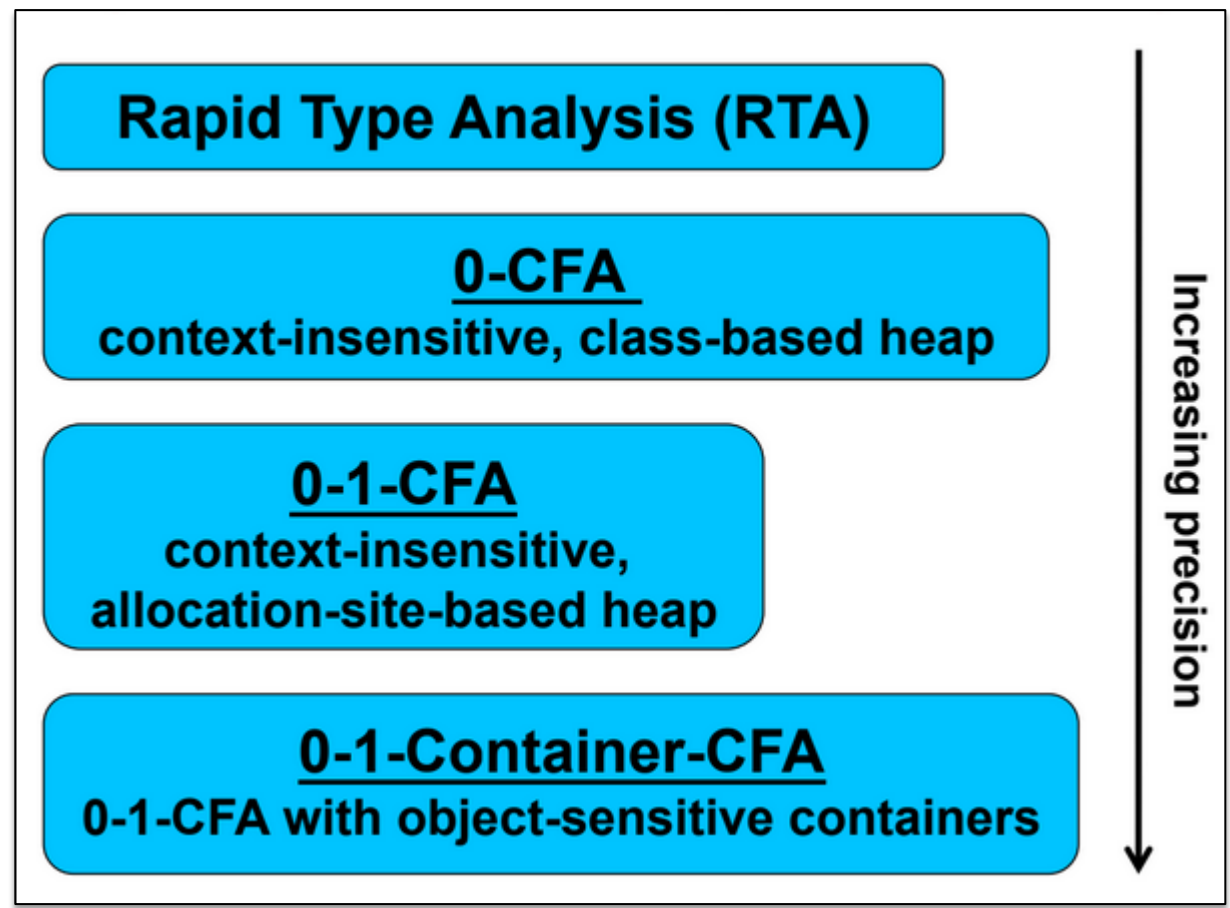 Rapid Type Analysis (RTA)
0-CFA
context-insensitive, class-based heap
0-1-CFA
context-insensitive,
allocation-site-based heap
0-1-Container-CFA
0-1-CFA with object-sensitive containers
Increasing precision